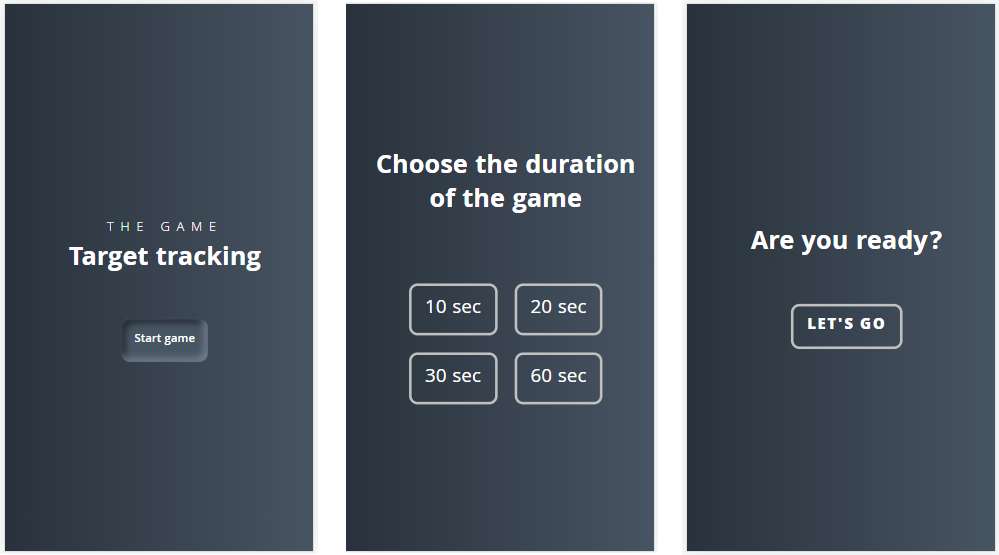 THE GAME
Target tracking
Start game
Choose the duration
of the game
10 sec
20 sec
30 sec
60 sec
Are you ready?
LET'S GO